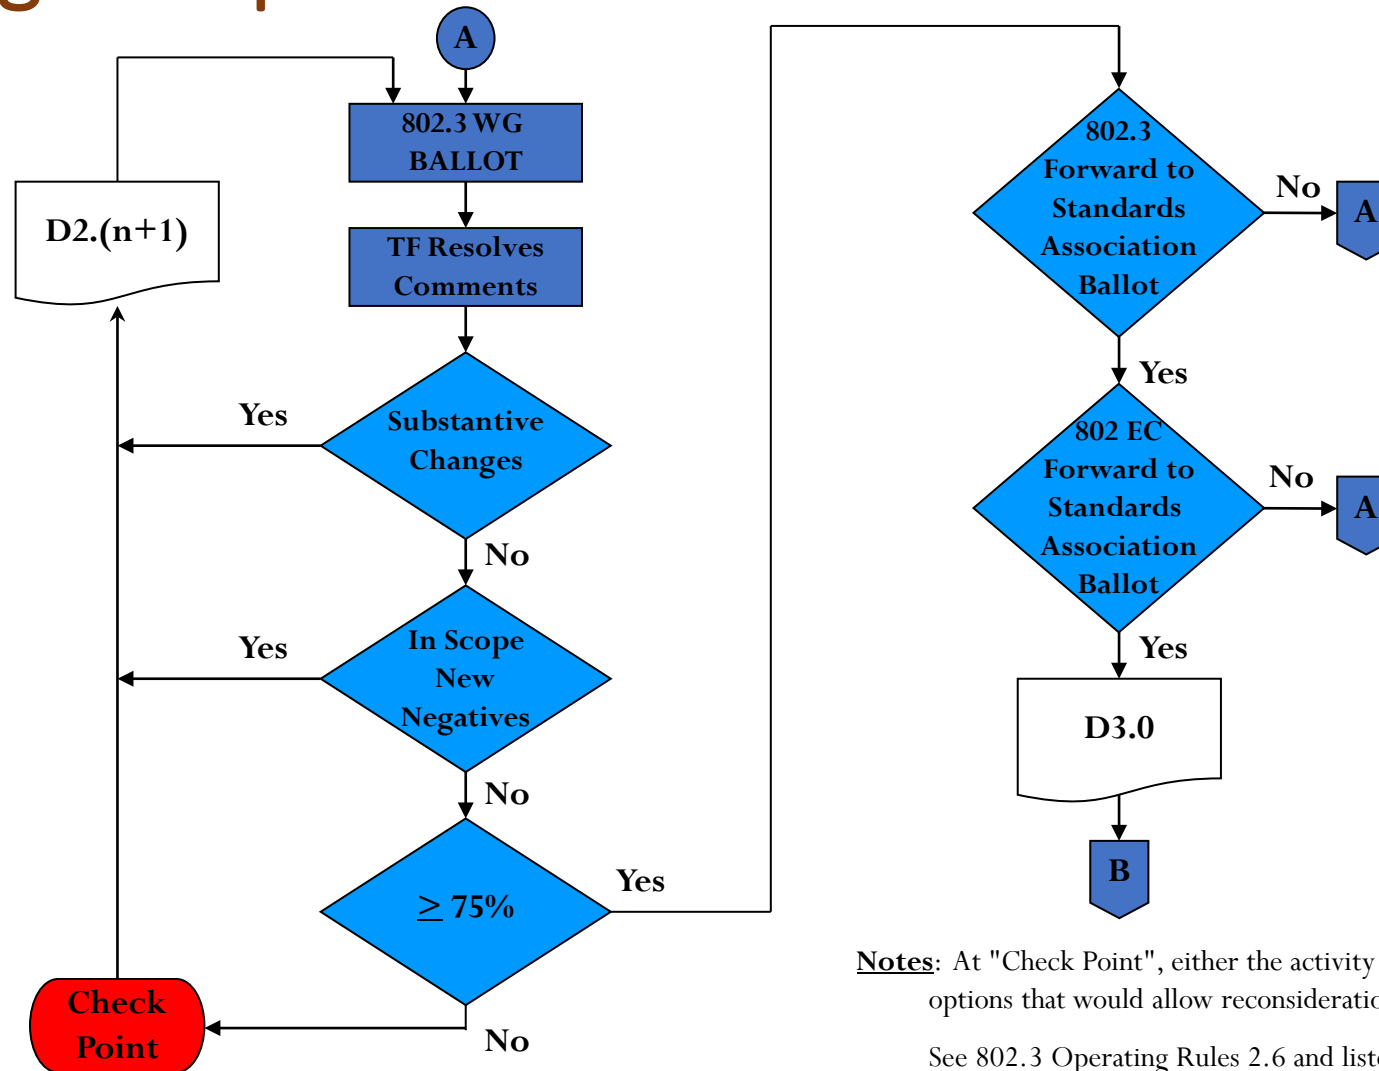 A
802.3 WG
BALLOT
D2.(n+1)
TF Resolves
Comments
Yes
Substantive
Changes
No
Yes
In Scope
New
Negatives
No
≥ 75%
Yes
Check
Point
No
802.3
Forward to
Standards
Association
Ballot
No
A
Yes
802 EC
Forward to
Standards
Association
Ballot
No
A
Yes
D3.0
B
Notes: At "Check Point", either the activity
options that would allow reconsideratio
See 802.3 Operating Rules 2.6 and liste